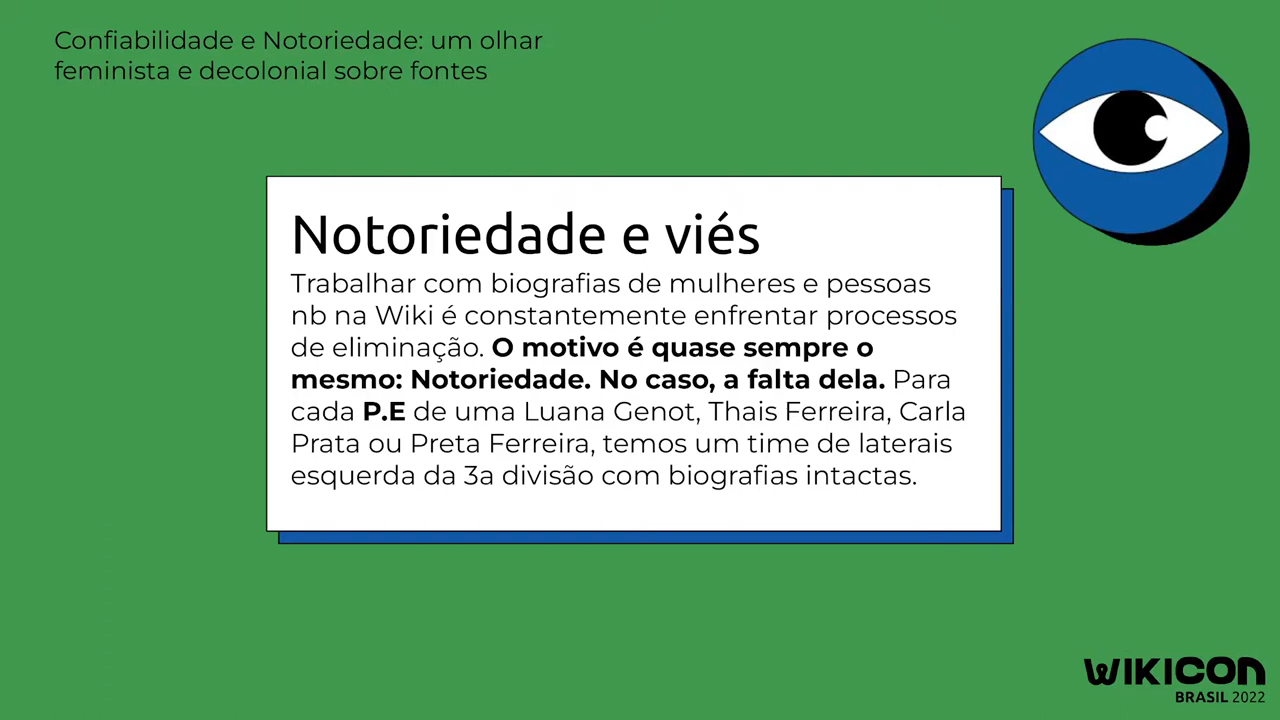 Confiabilidade e Notoriedade: um olhar
feminista e decolonial sobre fontes
Notoriedade e viés
Trabalhar com biografias de mulheres e pessoas
nb na Wiki é constantemente enfrentar processos
de eliminação. O motivo é quase sempre o
mesmo: Notoriedade. No caso, a falta dela. Para
cada P.E de uma Luana Genot, Thais Ferreira, Carla
Prata ou Preta Ferreira, temos um time de laterais
esquerda da 3a divisão com biografias intactas.
WIKICON
BRASIL 2022